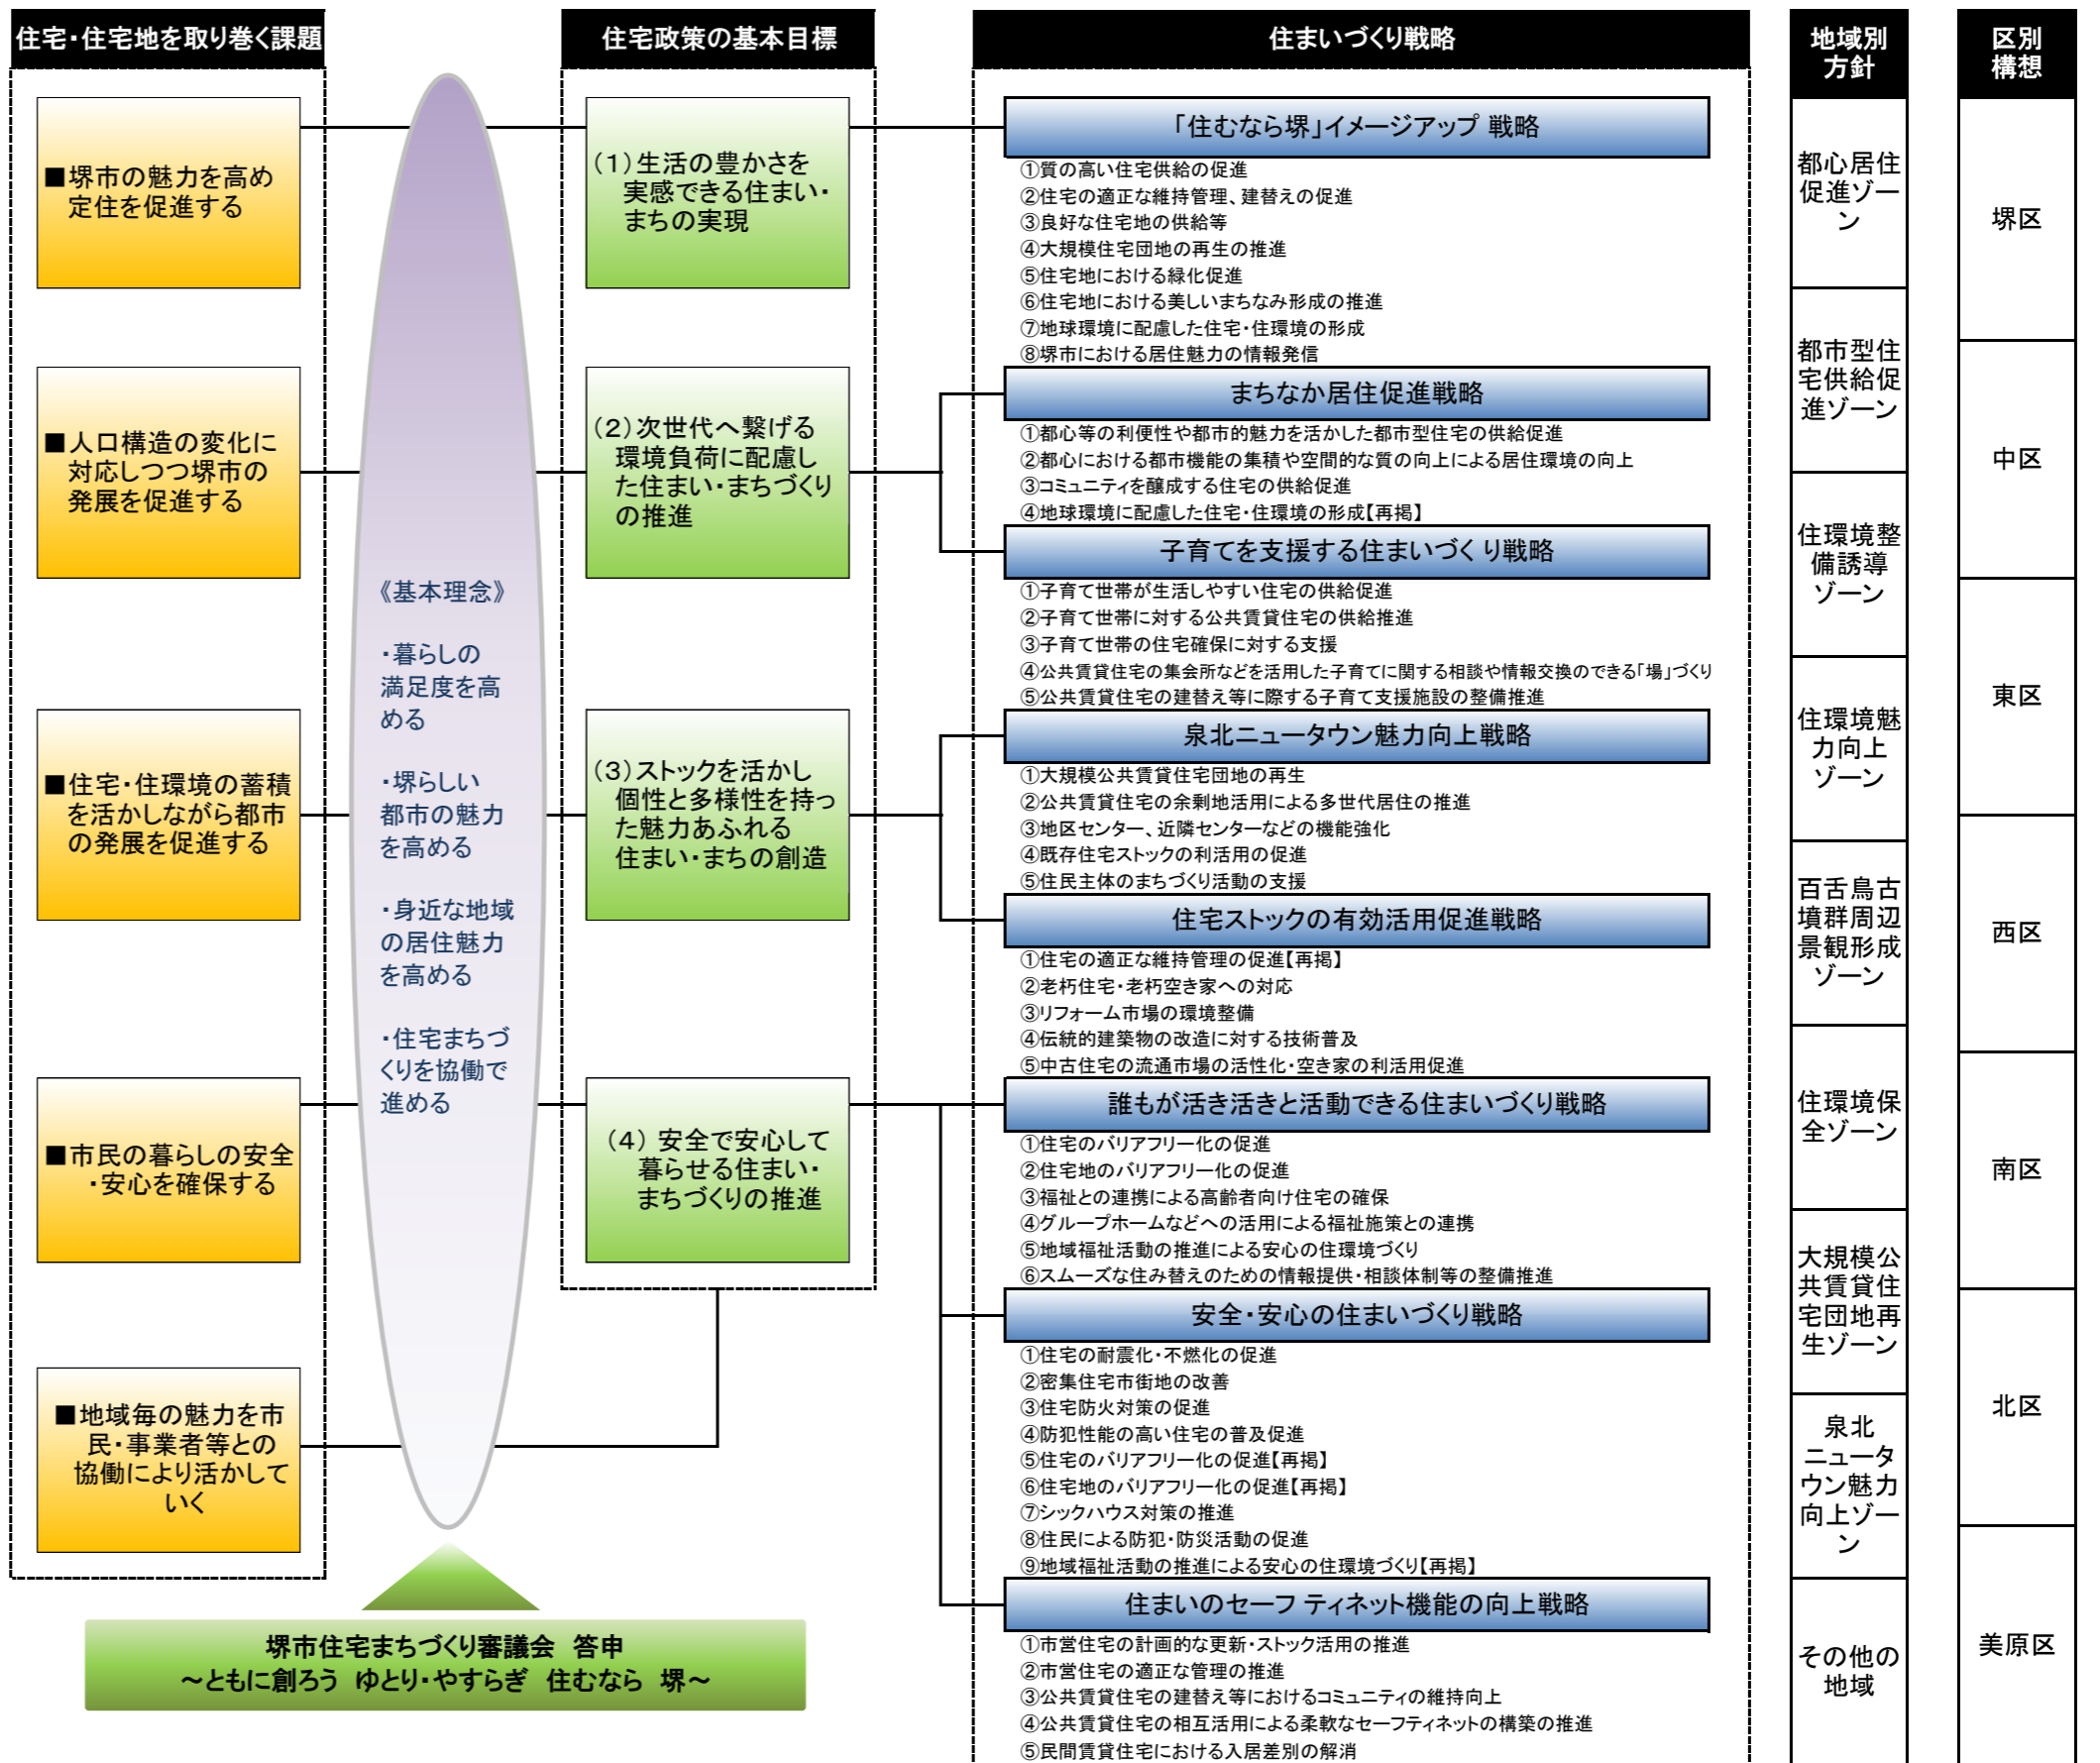 住宅・住宅地を取り巻く課題
■堺市の魅力を高め
定住を促進する
■人口構造の変化に
対応しつつ堺市の
発展を促進する
■住宅・住環境の蓄積
を活かしながら都市
の発展を促進する
■市民の暮らしの安全
・安心を確保する
■地域毎の魅力を市
民・事業者等との
協働により活かして
いく
《基本理念》
・暮らしの
満足度を高
める
・堺らしい
都市の魅力
を高める
・身近な地域
の居住魅力
を高める
・住宅まちづ
くりを協働で
進める
堺市住宅まちづくり審議会 答申
～ともに創ろう ゆとり・やすらぎ 住むなら 堺～
住宅政策の基本目標
(1)生活の豊かさを
実感できる住まい・
まちの実現
(2)次世代へ繋げる
環境負荷に配慮し
た住まい・まちづくり
の推進
(3)ストックを活かし
個性と多様性を持っ
た魅力あふれる
住まい・まちの創造
(4) 安全で安心して
暮らせる住まい・
まちづくりの推進
住まいづくり戦略
「住むなら堺」イメージアップ 戦略
①質の高い住宅供給の促進
②住宅の適正な維持管理、建替えの促進
③良好な住宅地の供給等
④大規模住宅団地の再生の推進
⑤住宅地における緑化促進
⑥住宅地における美しいまちなみ形成の推進
⑦地球環境に配慮した住宅・住環境の形成
⑧堺市における居住魅力の情報発信
まちなか居住促進戦略
①都心等の利便性や都市的魅力を活かした都市型住宅の供給促進
②都心における都市機能の集積や空間的な質の向上による居住環境の向上
③コミュニティを醸成する住宅の供給促進
④地球環境に配慮した住宅・住環境の形成【再掲】
子育てを支援する住まいづくり戦略
①子育て世帯が生活しやすい住宅の供給促進
②子育て世帯に対する公共賃貸住宅の供給推進
③子育て世帯の住宅確保に対する支援
④公共賃貸住宅の集会所などを活用した子育てに関する相談や情報交換のできる「場」づくり
⑤公共賃貸住宅の建替え等に際する子育て支援施設の整備推進
泉北ニュータウン魅力向上戦略
①大規模公共賃貸住宅団地の再生
②公共賃貸住宅の余剰地活用による多世代居住の推進
③地区センター、近隣センターなどの機能強化
④既存住宅ストックの利活用の促進
⑤住民主体のまちづくり活動の支援
住宅ストックの有効活用促進戦略
①住宅の適正な維持管理の促進【再掲】
②老朽住宅・老朽空き家への対応
③リフォーム市場の環境整備
④伝統的建築物の改造に対する技術普及
⑤中古住宅の流通市場の活性化・空き家の利活用促進
誰もが活き活きと活動できる住まいづくり戦略
①住宅のバリアフリー化の促進
②住宅地のバリアフリー化の促進
③福祉との連携による高齢者向け住宅の確保
④グループホームなどへの活用による福祉施策との連携
⑤地域福祉活動の推進による安心の住環境づくり
⑥スムーズな住み替えのための情報提供・相談体制等の整備推進
安全・安心の住まいづくり戦略
①住宅の耐震化・不燃化の促進
②密集住宅市街地の改善
③住宅防火対策の促進
④防犯性能の高い住宅の普及促進
⑤住宅のバリアフリー化の促進【再掲】
⑥住宅地のバリアフリー化の促進【再掲】
⑦シックハウス対策の推進
⑧住民による防犯・防災活動の促進
⑨地域福祉活動の推進による安心の住環境づくり【再掲】
住まいのセーフティネット機能の向上戦略
①市営住宅の計画的な更新・ストック活用の推進
②市営住宅の適正な管理の推進
③公共賃貸住宅の建替え等におけるコミュニティの維持向上
④公共賃貸住宅の相互活用による柔軟なセーフティネットの構築の推進
⑤民間賃貸住宅における入居差別の解消
地域別
方針
都心居住
促進ゾー
ン
都市型住
宅供給促
進ゾーン
住環境整
備誘導
ゾーン
住環境魅
力向上
ゾーン
百舌鳥古
墳群周辺
景観形成
ゾーン
住環境保
全ゾーン
大規模公
共賃貸住
宅団地再
生ゾーン
泉北
ニュータ
ウン魅力
向上ゾー
ン
その他の
地域
区別
構想
堺区
中区
東区
西区
南区
北区
美原区